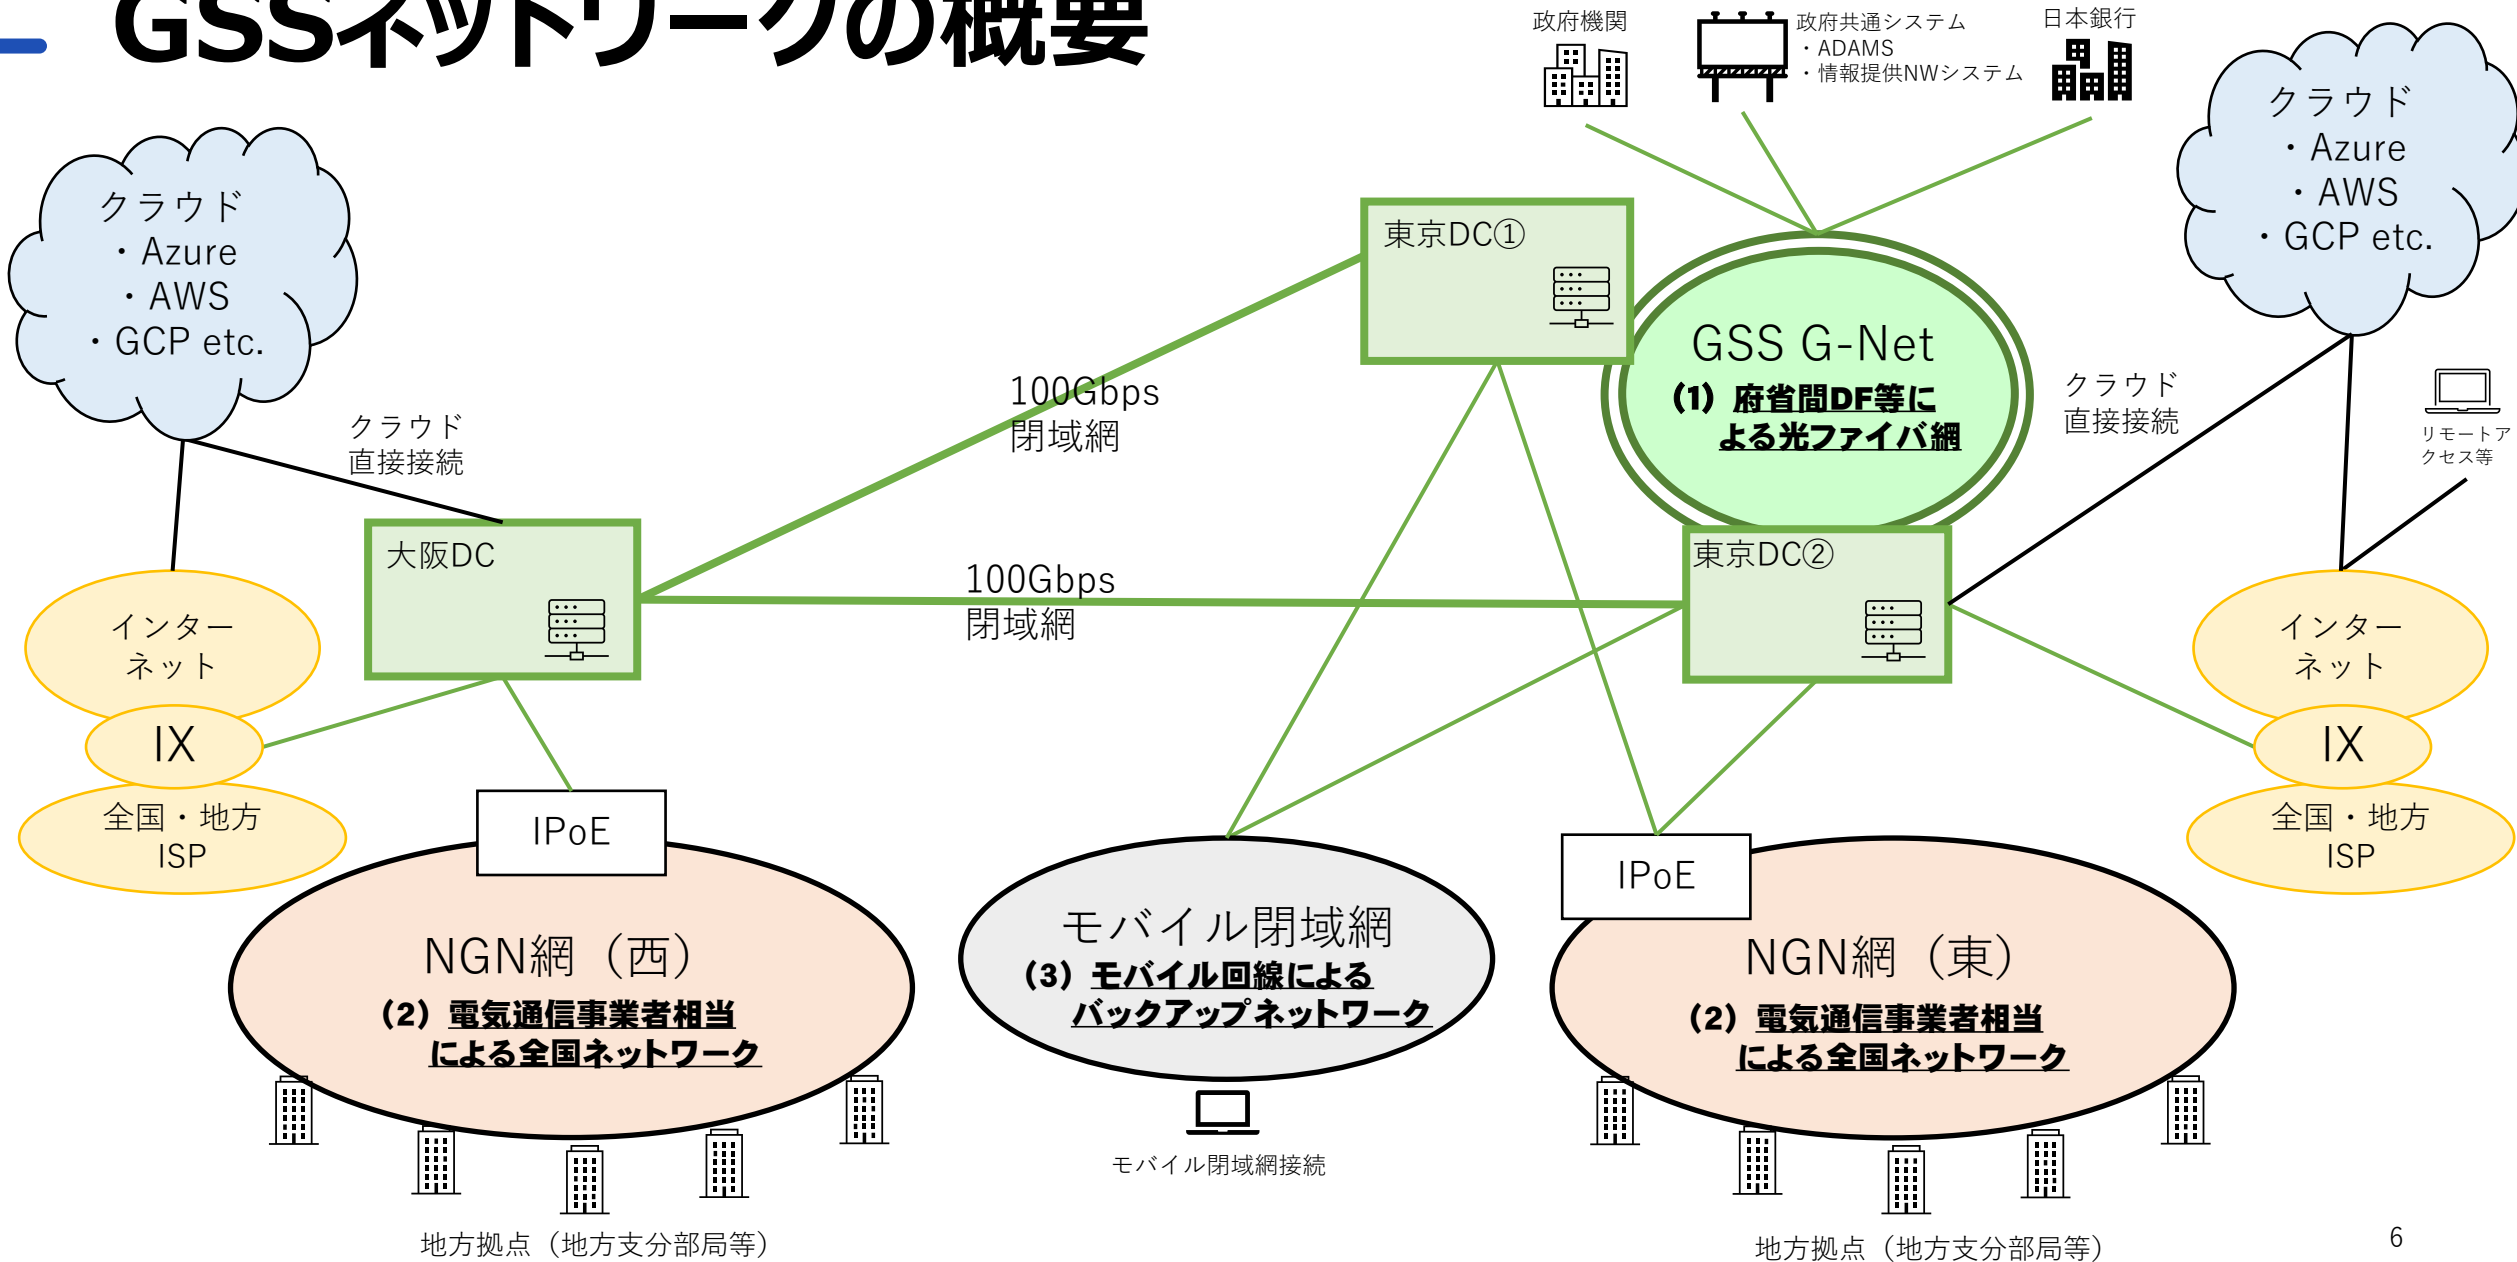 GSSネットワークの概要
政府機関
政府共通システム
・ADAMS
・情報提供NWシステム
日本銀行
クラウド
・Azure
・AWS
・GCP etc.
クラウド
・Azure
・AWS
・GCP etc.
東京DC①
GSS G-Net
(1) 府省間DF等に
よる光ファイバ網
100Gbps
閉域網
クラウド
直接接続
クラウド
直接接続
リモートア
クセス等
大阪DC
100Gbps
閉域網
東京DC②
インター
ネット
IX
全国・地方
ISP
インター
ネット
IX
全国・地方
ISP
IPoE
NGN網（西）
(2) 電気通信事業者相当
による全国ネットワーク
地方拠点（地方支分部局等）
モバイル閉域網
(3) モバイル回線による
バックアップネットワーク
モバイル閉域網接続
IPoE
NGN網（東）
(2) 電気通信事業者相当
による全国ネットワーク
地方拠点（地方支分部局等）
6